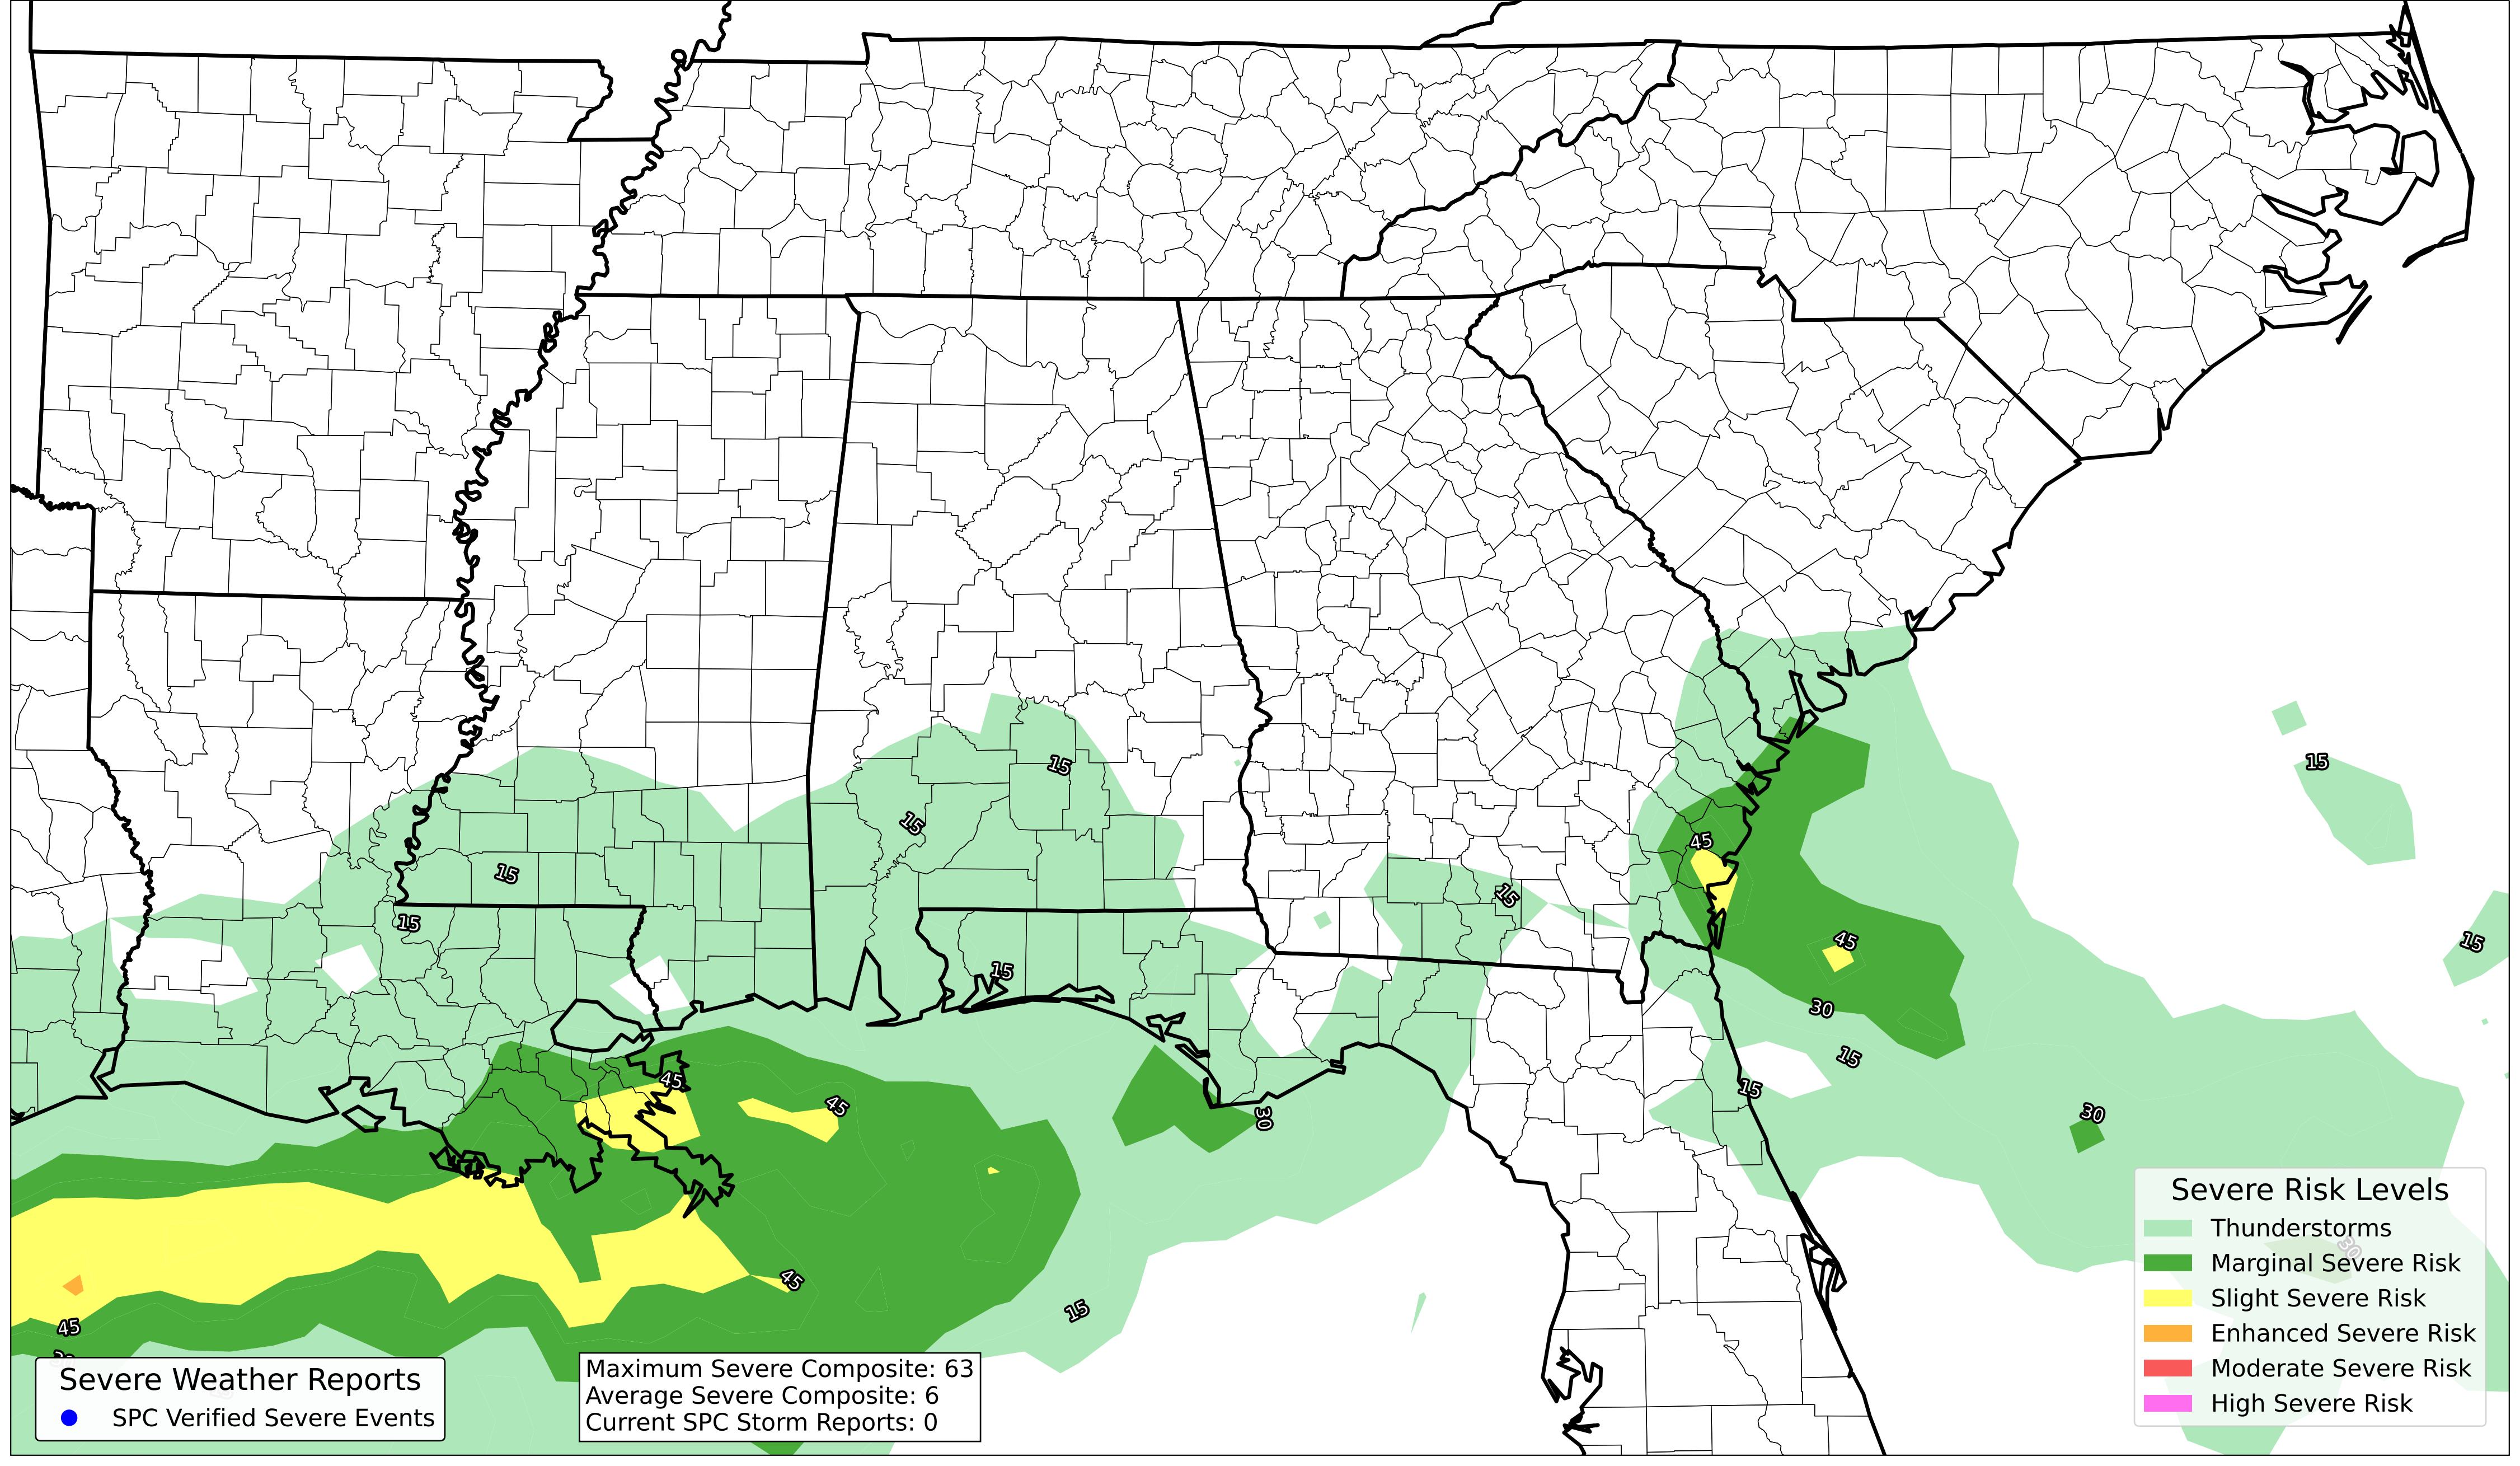 15
15
15
15
15
15
15
45
45
30
15
15
15
15
30
45
45
30
45
15
45
30
Severe Risk Levels
Thunderstorms
Marginal Severe Risk
Slight Severe Risk
Enhanced Severe Risk
Moderate Severe Risk
High Severe Risk
Severe Weather Reports
SPC Verified Severe Events
Maximum Severe Composite: 63
Average Severe Composite: 6
Current SPC Storm Reports: 0